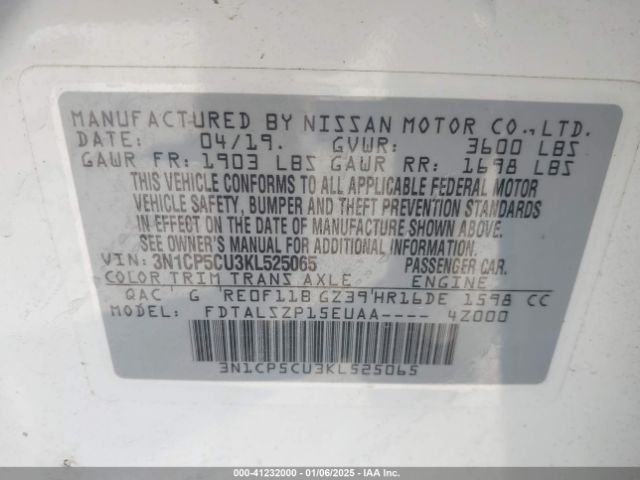 MANUFACTURED BY NISSAN MOTOR CO., LTD.
DATE: 04/19. GVWR: 3600 LBS
GAWR FR: 1903 LBS GAWR RR: 1698 LBS
THIS VEHICLE CONFORMS TO ALL APPLICABLE FEDERAL MOTOR
VEHICLE SAFETY, BUMPER AND THEFT PREVENTION STANDARDS
IN EFFECT ON THE DATE OF MANUFACTURE SHOWN ABOVE.
SEE OWNER'S MANUAL FOR ADDITIONAL INFORMATION.
VIN: 3N1CP5CU3KL525065 PASSENGER CAR.
COLOR TRIM TRANS AXLE ENGINE
QAC G RE0F11B GZ39 HR16DE 1598 CC
MODEL: FDTALSZP15EUAA---- 4Z000
3N1CP5CU3KL525065
000-41232000 - 01/06/2025 - IAA Inc.